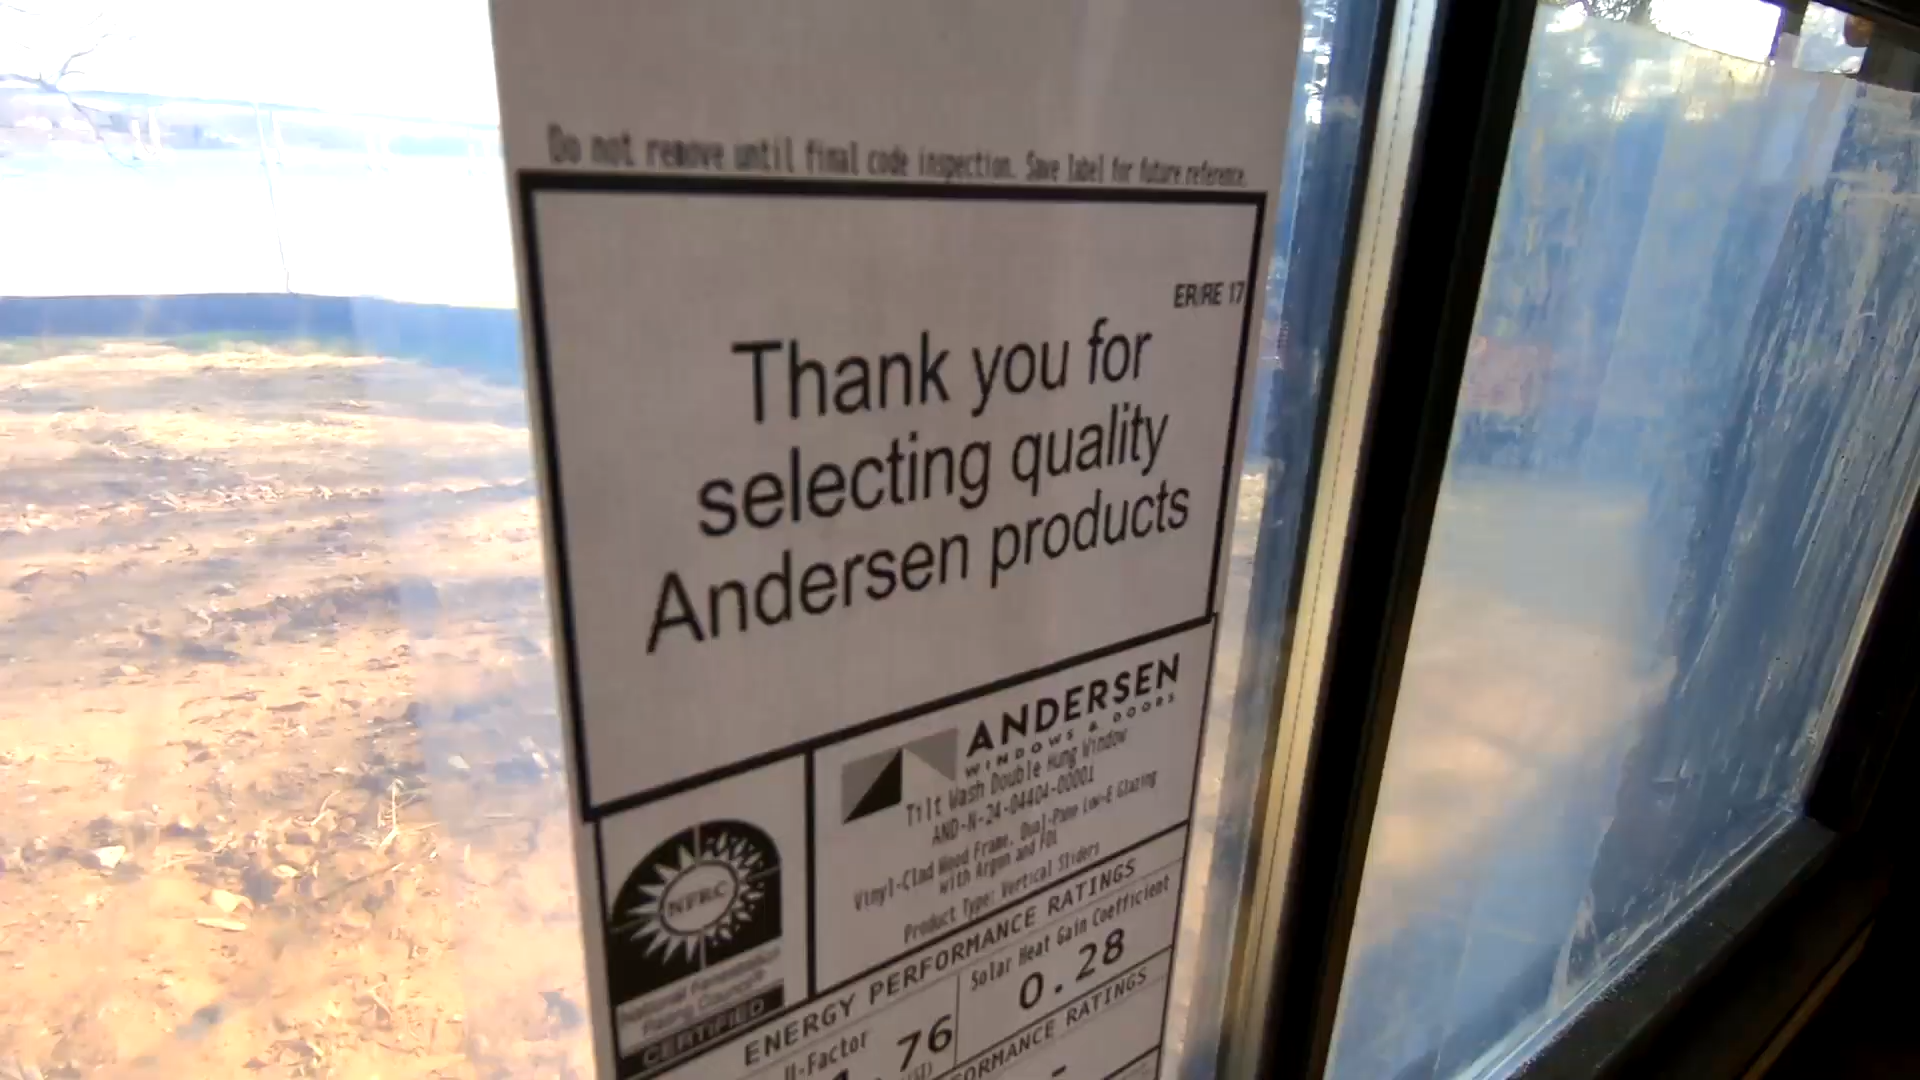 Do not remove until final code inspection. Save label for future reference.
ER/RE 17
Thank you for
selecting quality
Andersen products
ANDERSEN
WINDOWS & DOORS
Tilt Wash Double Hung Window
AND-N-24-04404-00001
Vinyl-Clad Wood Frame, Dual-Pane Low-E Glazing
with Argon and
Product Type: Vertical Sliders
NFRC
National Fenestration
Rating Council
CERTIFIED
ENERGY PERFORMANCE RATINGS
U-Factor
76
Solar Heat Gain Coefficient
0.28
RATINGS